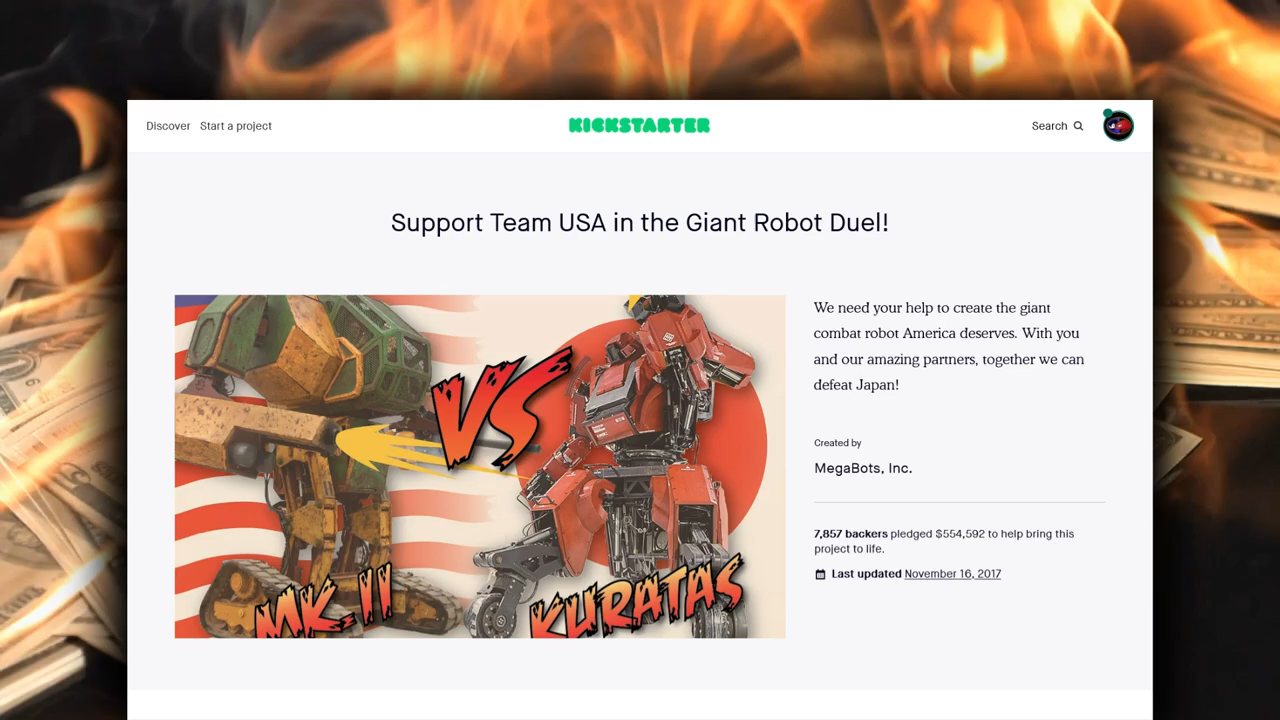 Discover Start a project KICKSTARTER Search
Support Team USA in the Giant Robot Duel!
We need your help to create the giant
combat robot America deserves. With you
and our amazing partners, together we can
defeat Japan!
Created by
MegaBots, Inc.
7,857 backers pledged $554,592 to help bring this
project to life.
Last updated November 16, 2017
VS
MK.II
KURATAS